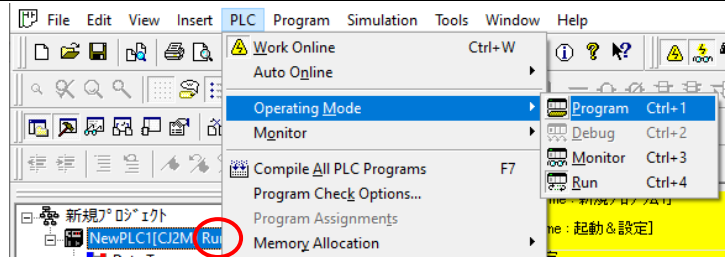 File Edit View Insert PLC Program Simulation Tools Window Help
Work Online Ctrl+W
Auto Online
Operating Mode
Program Ctrl+1
Monitor
Debug Ctrl+2
Monitor Ctrl+3
Compile All PLC Programs F7
Run Ctrl+4
Program Check Options...
新規プロジェクト
Program Assignments
me : 起動&設定]
NewPLC1[CJ2M] Run
Memory Allocation